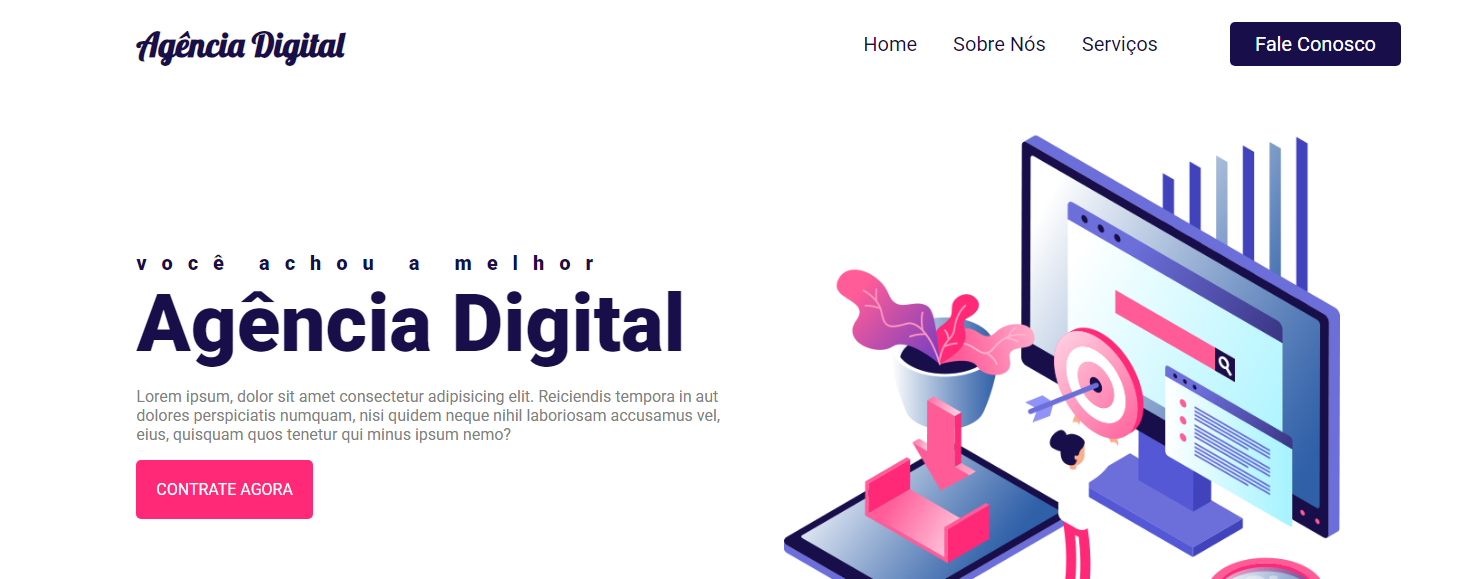 Agência Digital
Home
Sobre Nós
Serviços
Fale Conosco
você achou a melhor
Agência Digital
Lorem ipsum, dolor sit amet consectetur adipisicing elit. Reiciendis tempora in aut
dolores perspiciatis numquam, nisi quidem neque nihil laboriosam accusamus vel,
eius, quisquam quos tenetur qui minus ipsum nemo?
CONTRATE AGORA